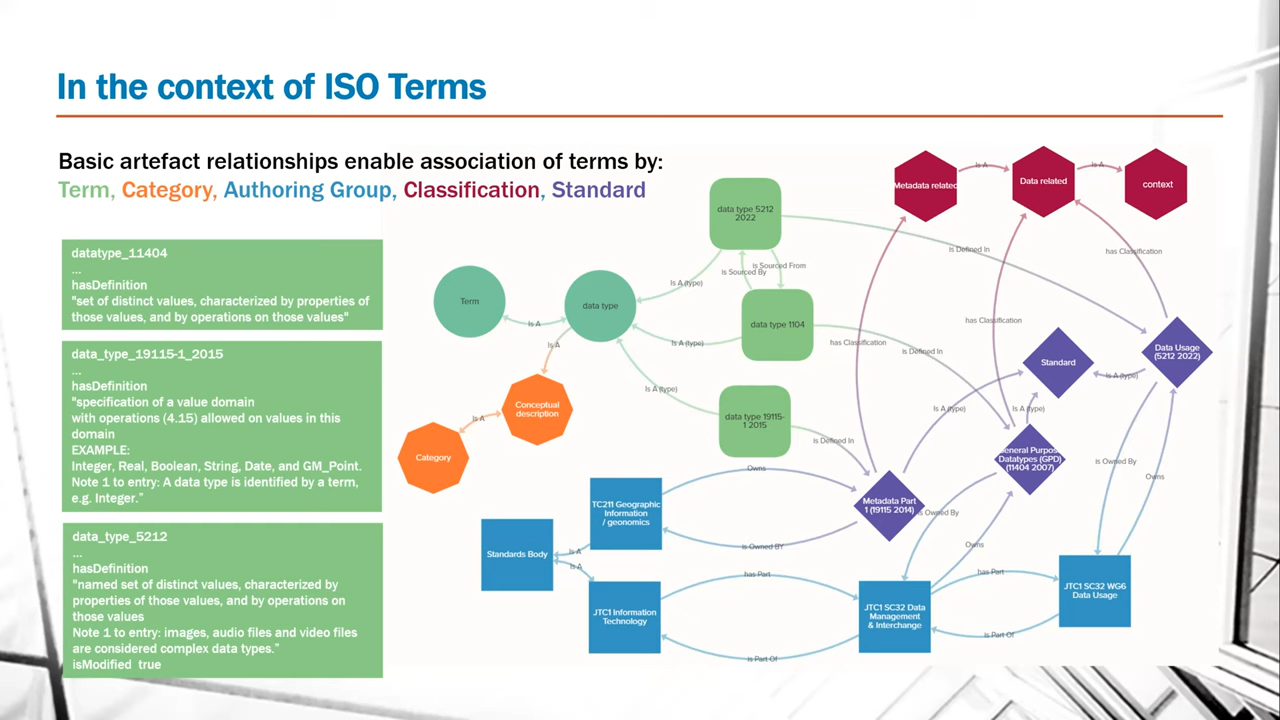 In the context of ISO Terms
Basic artefact relationships enable association of terms by:
Term, Category, Authoring Group, Classification, Standard
datatype_11404
...
hasDefinition
"set of distinct values, characterized by properties of
those values, and by operations on those values"
data_type_19115-1_2015
...
hasDefinition
"specification of a value domain
with operations (4.15) allowed on values in this
domain
EXAMPLE:
Integer, Real, Boolean, String, Date, and GM_Point.
Note 1 to entry: A data type is identified by a term,
e.g. Integer.”
data_type_5212
...
hasDefinition
"named set of distinct values, characterized by
properties of those values, and by operations on
those values
Note 1 to entry: images, audio files and video files
are considered complex data types.”
isModified true
Metadata related
Is A
Data related
Is A
context
data type 5212
2022
is Defined In
has Classification
is Sourced From
is Sourced By
Is A (type)
Term
Is A
data type
data type 1104
Is A (type)
has Classification
is Defined In
has Classification
Is A
Standard
Is A (type)
Data Usage
(5212 2022)
Is A (type)
Conceptual
description
Is A
Category
data type 19115-
1 2015
is Defined In
Is A (type)
Is A (type)
General Purpose
Datatypes (GPD)
(11404 2007)
is Owned By
Owns
Owns
TC211 Geographic
Information
/ geonomics
Metadata Part
1 (19115 2014)
is Owned By
is Owned BY
Owns
Standards Body
Is A
Is A
JTC1 Information
Technology
has Part
is Part Of
JTC1 SC32 Data
Management
& Interchange
has Part
is Part Of
JTC1 SC32 WG6
Data Usage